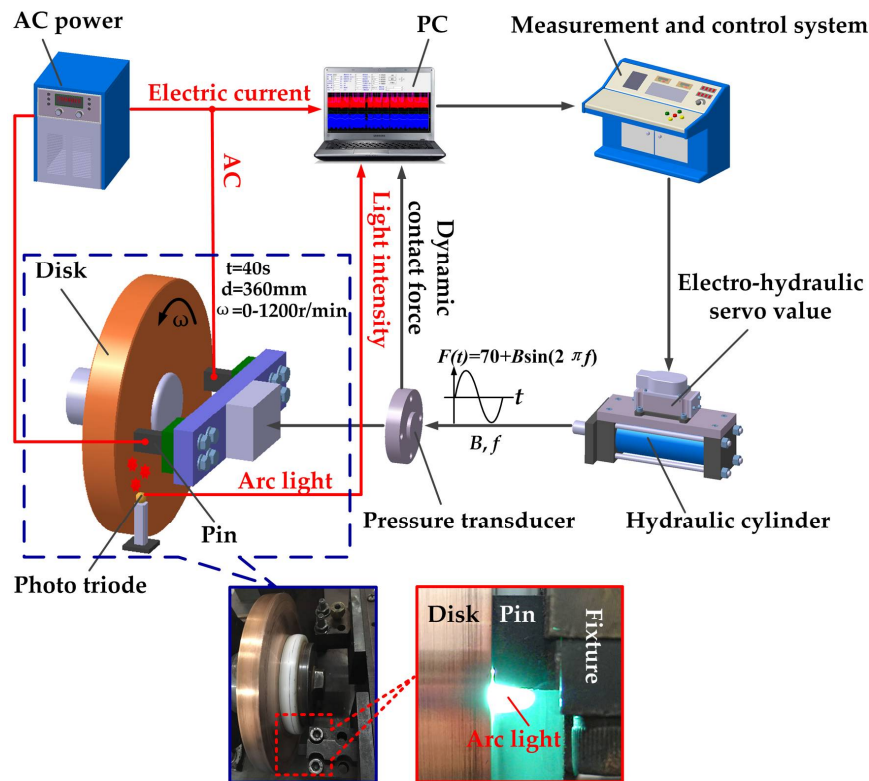 AC power
PC
Measurement and control system
Electric current
AC
Light intensity
Dynamic
contact force
Disk
t=40s
d=360mm
ω=0-1200r/min
ω
Electro-hydraulic
servo value
F(t)=70+Bsin(2 πf)
t
B, f
Arc light
Pin
Pressure transducer
Hydraulic cylinder
Photo triode
Disk
Pin
Fixture
Arc light